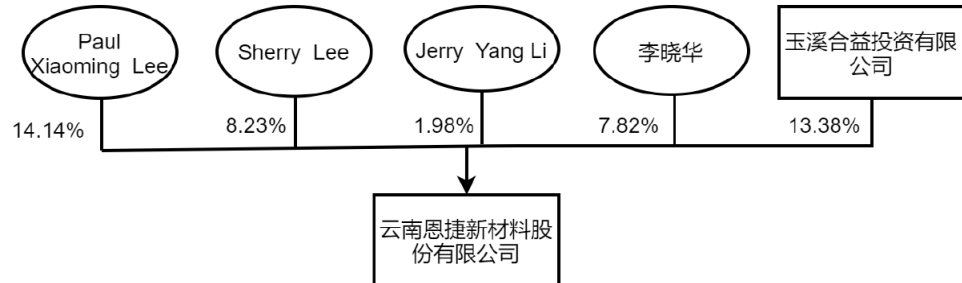 Paul
Xiaoming Lee
Sherry Lee
Jerry Yang Li
李晓华
玉溪合益投资有限
公司
14.14%
8.23%
1.98%
7.82%
13.38%
云南恩捷新材料股
份有限公司